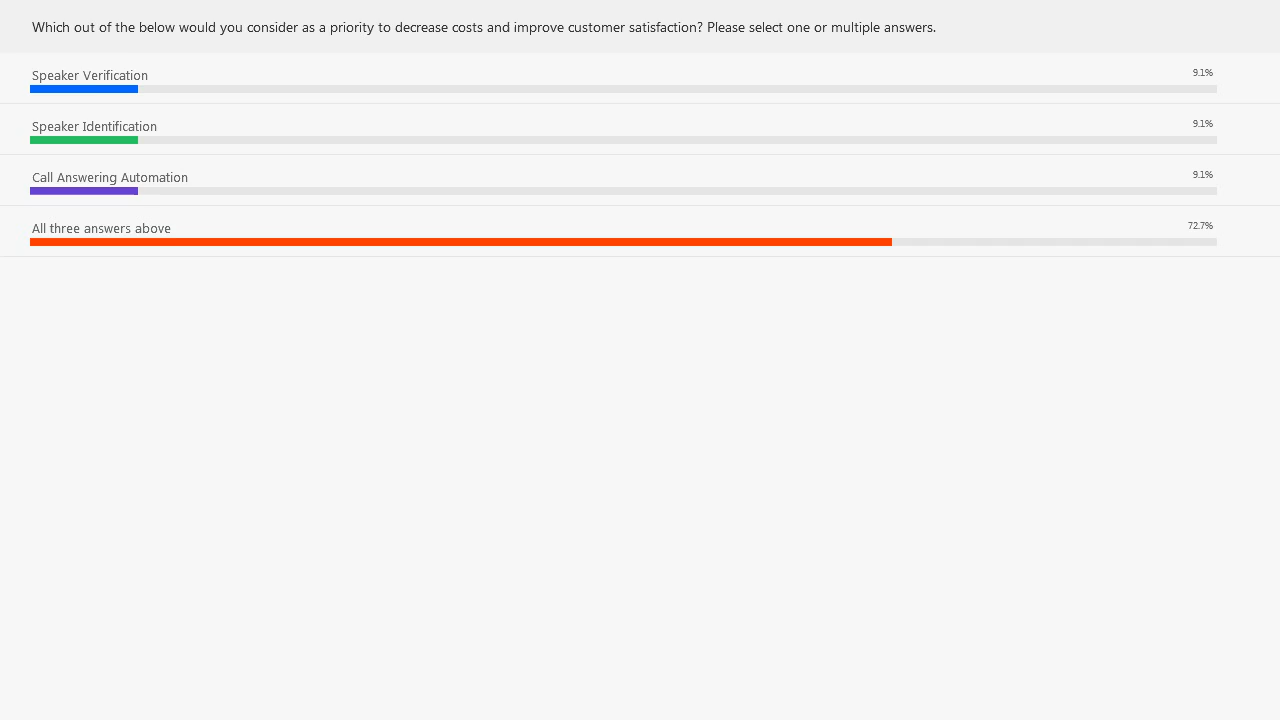 Which out of the below would you consider as a priority to decrease costs and improve customer satisfaction? Please select one or multiple answers.
Speaker Verification
9.1%
Speaker Identification
9.1%
Call Answering Automation
9.1%
All three answers above
72.7%